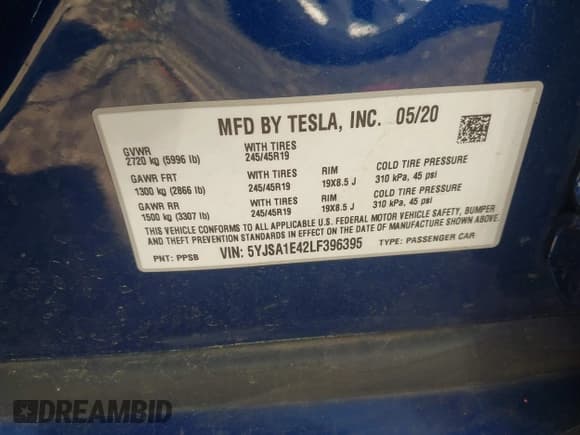 MFD BY TESLA, INC. 05/20
GVWR WITH TIRES
2720 kg (5996 lb) 245/45R19
GAWR FRT WITH TIRES RIM COLD TIRE PRESSURE
1300 kg (2866 lb) 245/45R19 19X8.5 J 310 kPa, 45 psi
GAWR RR WITH TIRES RIM COLD TIRE PRESSURE
1500 kg (3307 lb) 245/45R19 19X8.5 J 310 kPa, 45 psi
THIS VEHICLE CONFORMS TO ALL APPLICABLE U.S. FEDERAL MOTOR VEHICLE SAFETY, BUMPER
AND THEFT PREVENTION STANDARDS IN EFFECT ON THE DATE OF MANUFACTURE SHOWN ABOVE.
PNT: PPSB VIN: 5YJSA1E42LF396395 TYPE: PASSENGER CAR
DREAMBID